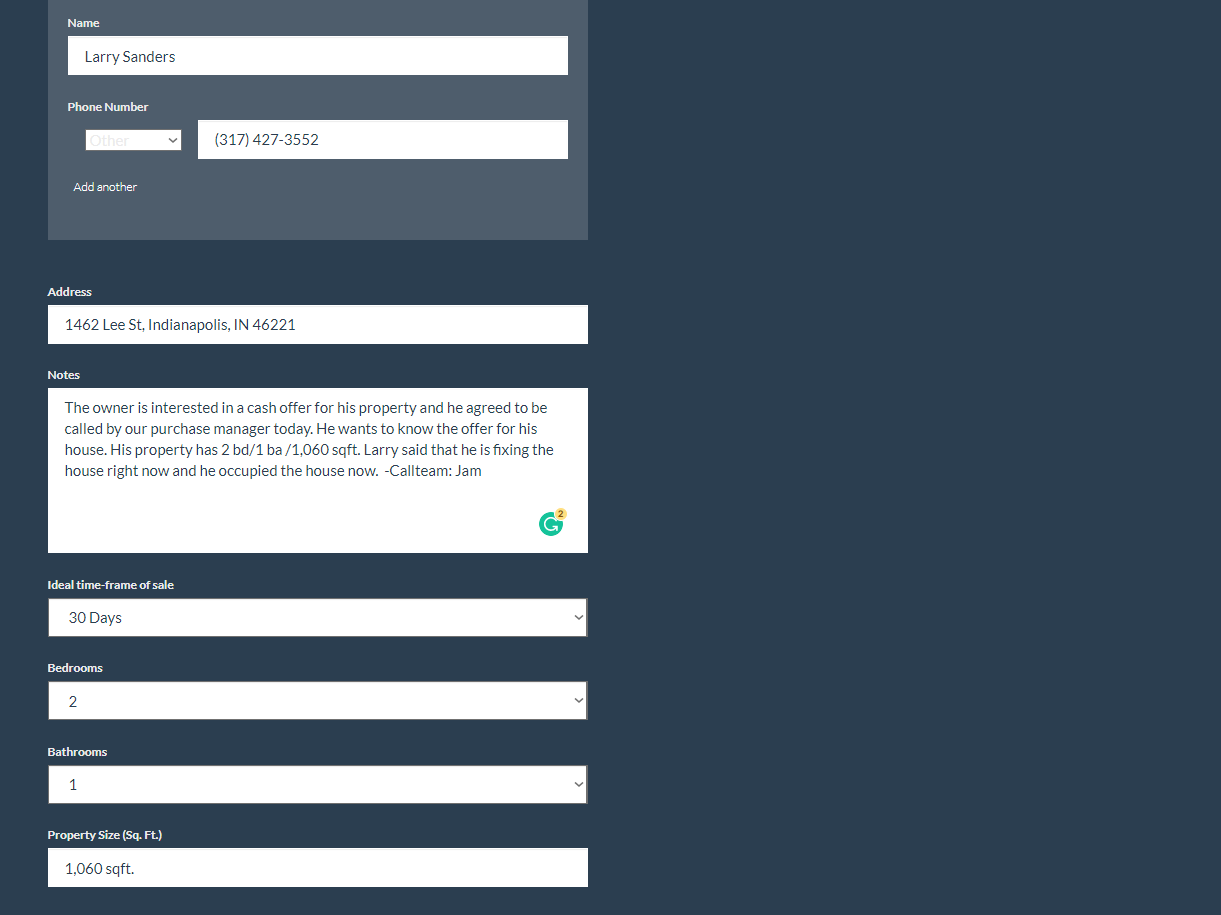 Name
Larry Sanders
Phone Number
Other
(317) 427-3552
Add another
Address
1462 Lee St, Indianapolis, IN 46221
Notes
The owner is interested in a cash offer for his property and he agreed to be
called by our purchase manager today. He wants to know the offer for his
house. His property has 2 bd/1 ba /1,060 sqft. Larry said that he is fixing the
house right now and he occupied the house now.  -Callteam: Jam
2
Ideal time-frame of sale
30 Days
Bedrooms
2
Bathrooms
1
Property Size (Sq. Ft.)
1,060 sqft.